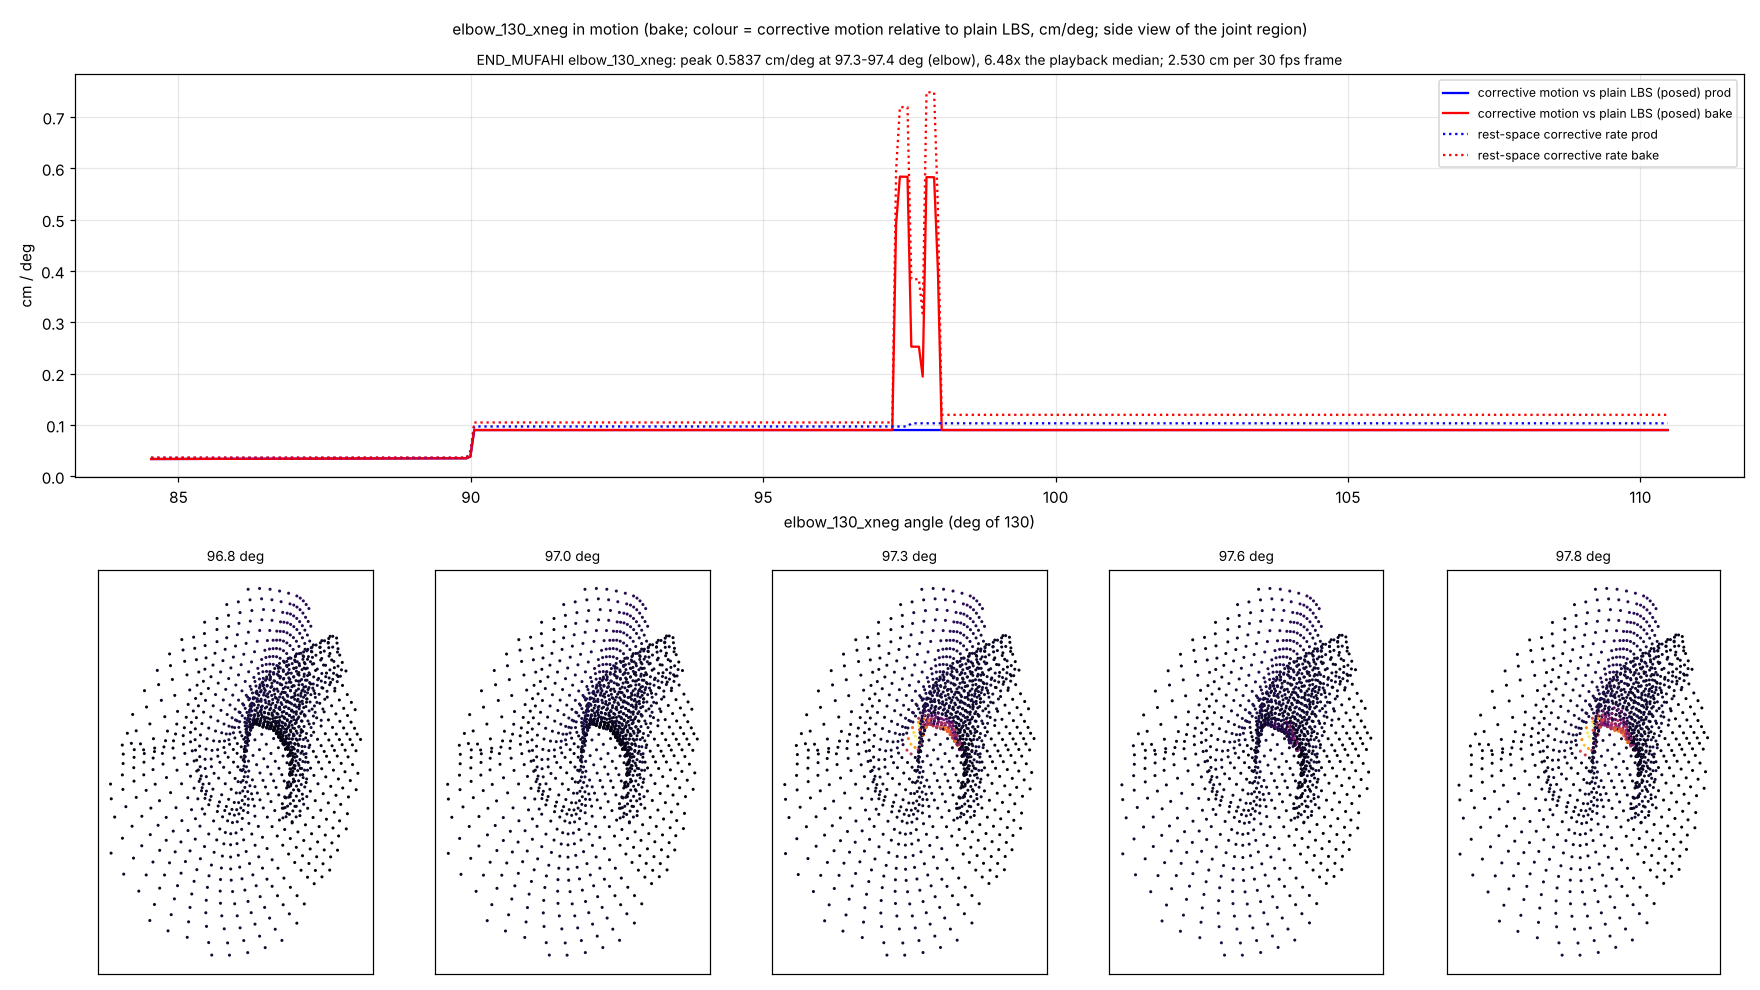 elbow_130_xneg in motion (bake; colour = corrective motion relative to plain LBS, cm/deg; side view of the joint region)
END_MUFAHI elbow_130_xneg: peak 0.5837 cm/deg at 97.3-97.4 deg (elbow), 6.48x the playback median; 2.530 cm per 30 fps frame
corrective motion vs plain LBS (posed) prod
corrective motion vs plain LBS (posed) bake
rest-space corrective rate prod
rest-space corrective rate bake
cm / deg
0.7
0.6
0.5
0.4
0.3
0.2
0.1
0.0
85 90 95 100 105 110
elbow_130_xneg angle (deg of 130)
96.8 deg 97.0 deg 97.3 deg 97.6 deg 97.8 deg